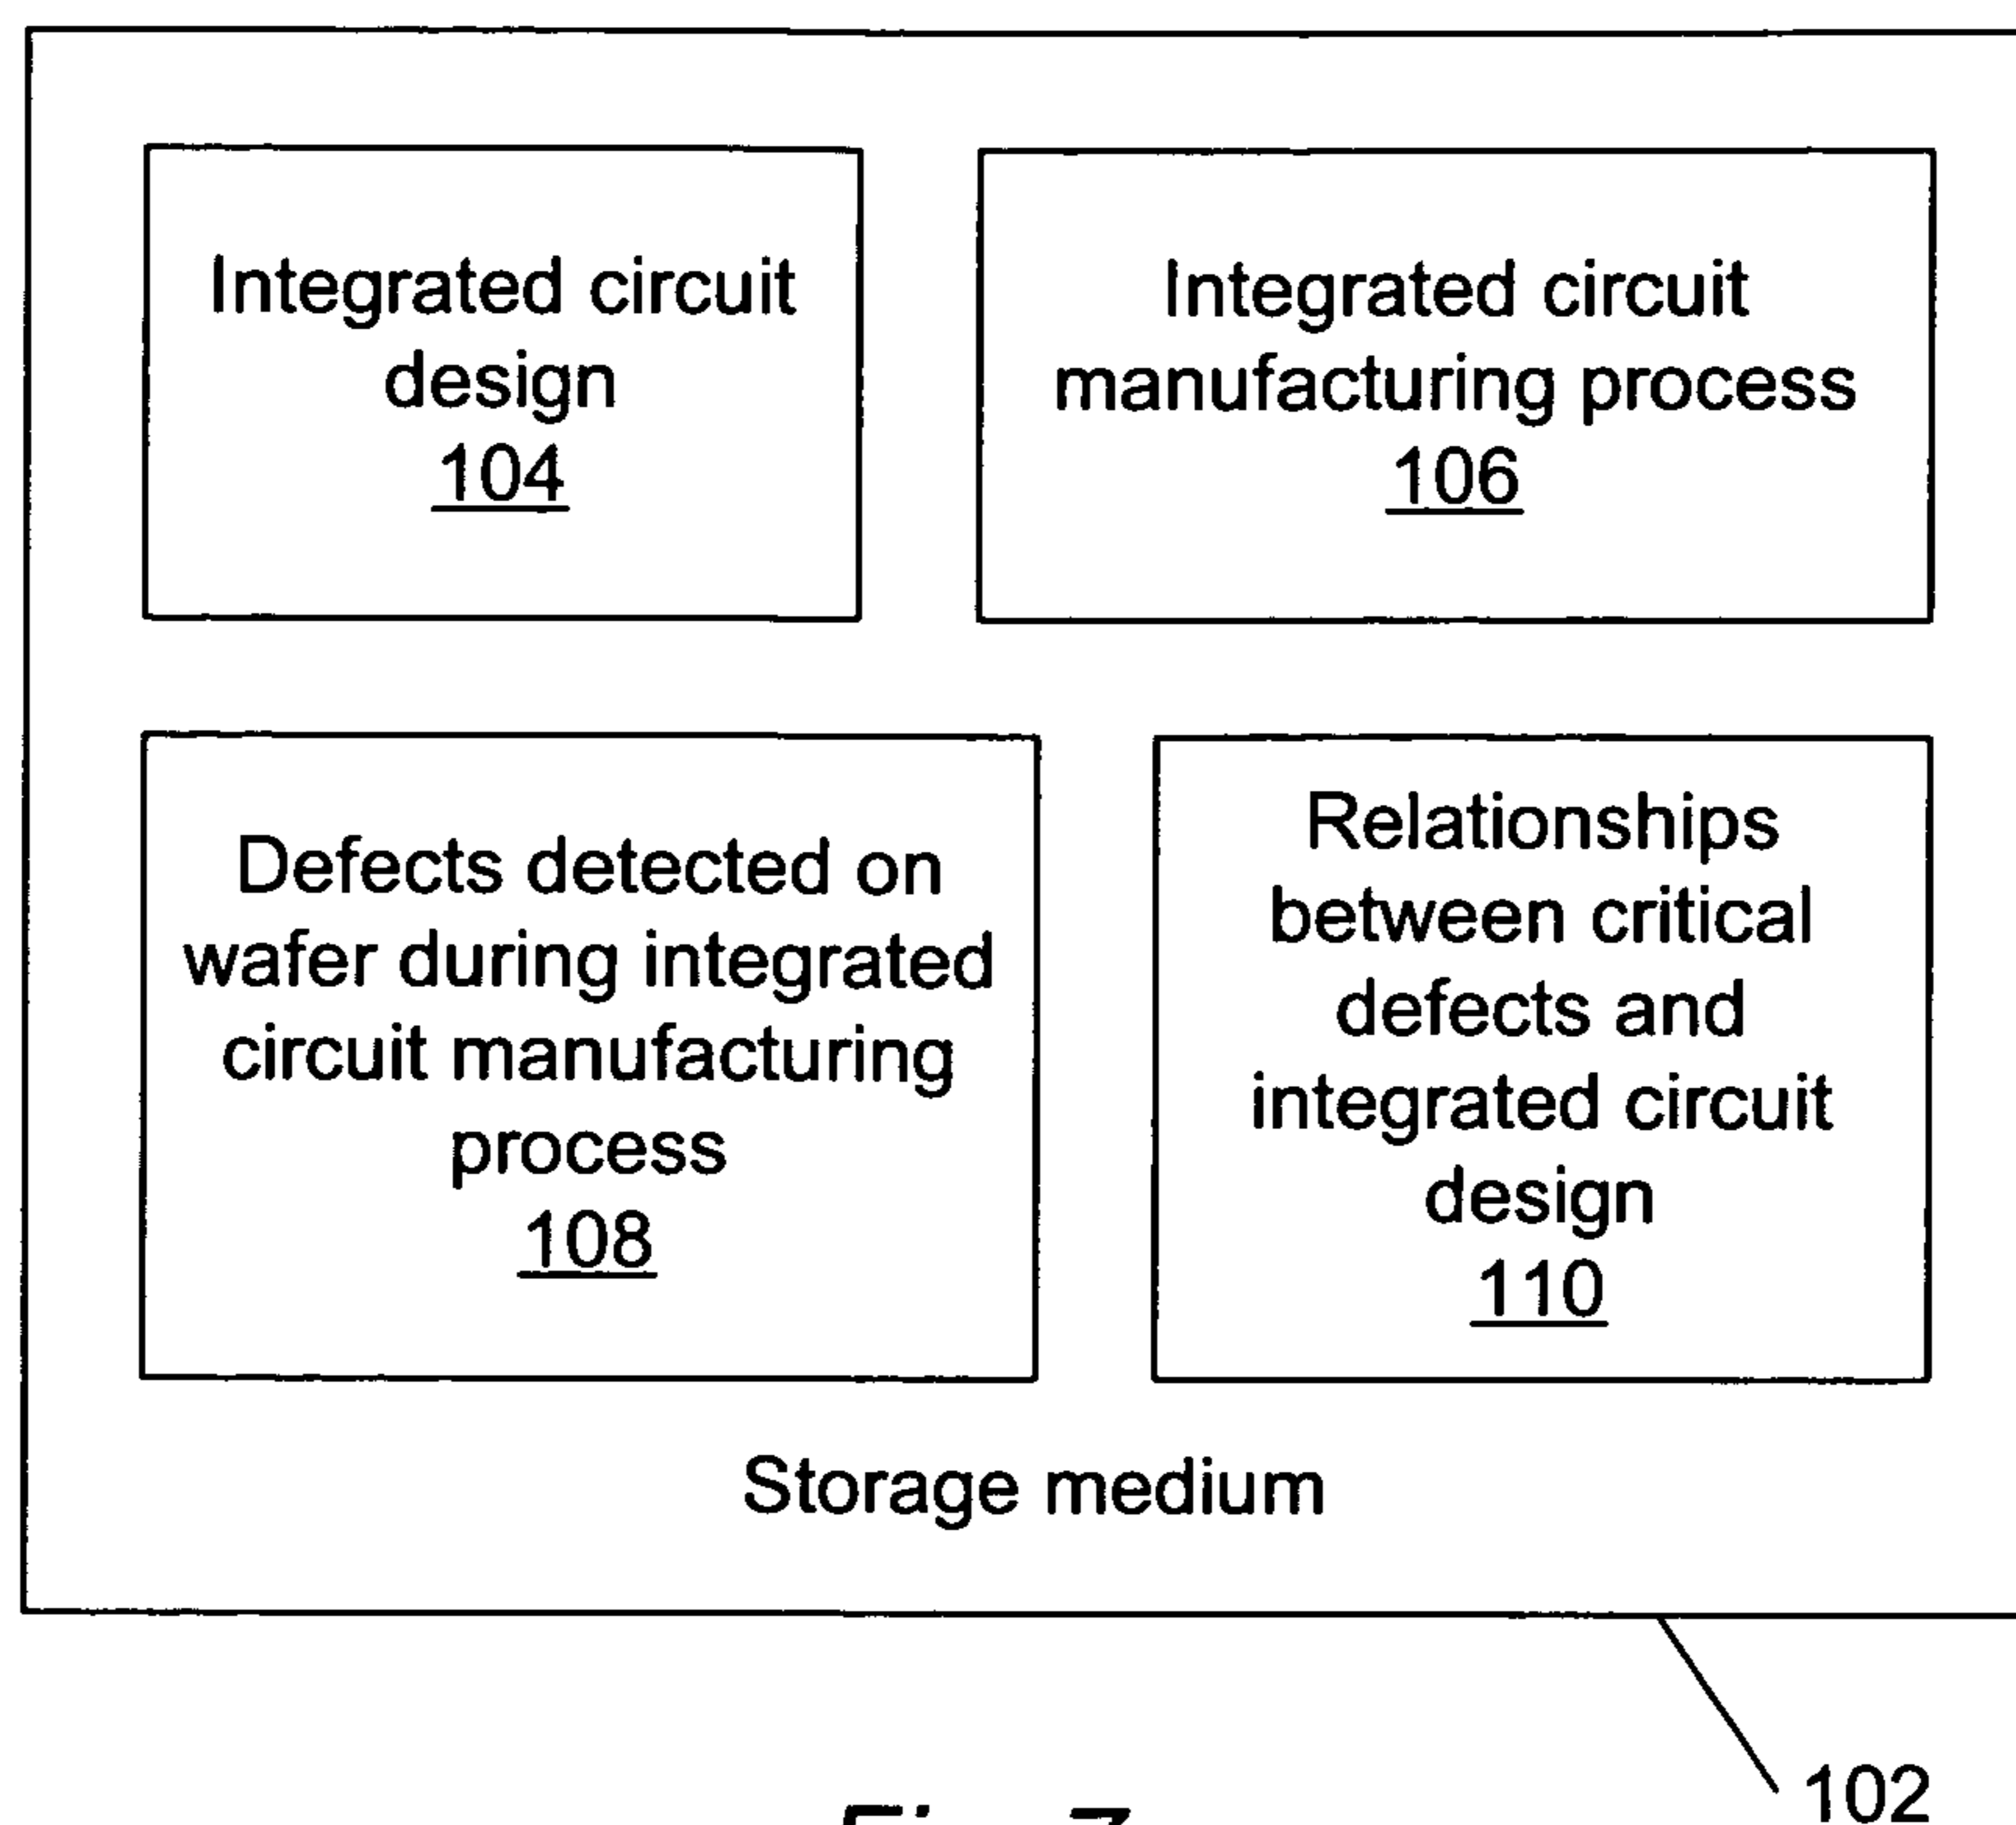 Integrated circuit
design
104
Integrated circuit
manufacturing process
106
Defects detected on
wafer during integrated
circuit manufacturing
process
108
Relationships
between critical
defects and
integrated circuit
design
110
Storage medium
102